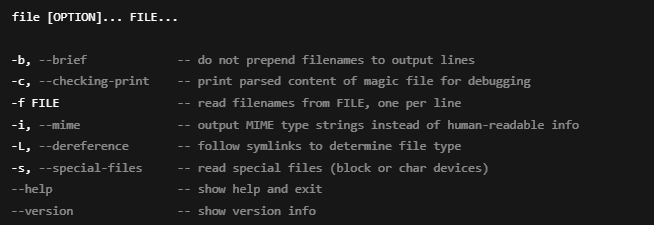 file [OPTION]... FILE...
-b, --brief -- do not prepend filenames to output lines
-c, --checking-print -- print parsed content of magic file for debugging
-f FILE -- read filenames from FILE, one per line
-i, --mime -- output MIME type strings instead of human-readable info
-L, --dereference -- follow symlinks to determine file type
-s, --special-files -- read special files (block or char devices)
--help -- show help and exit
--version -- show version info